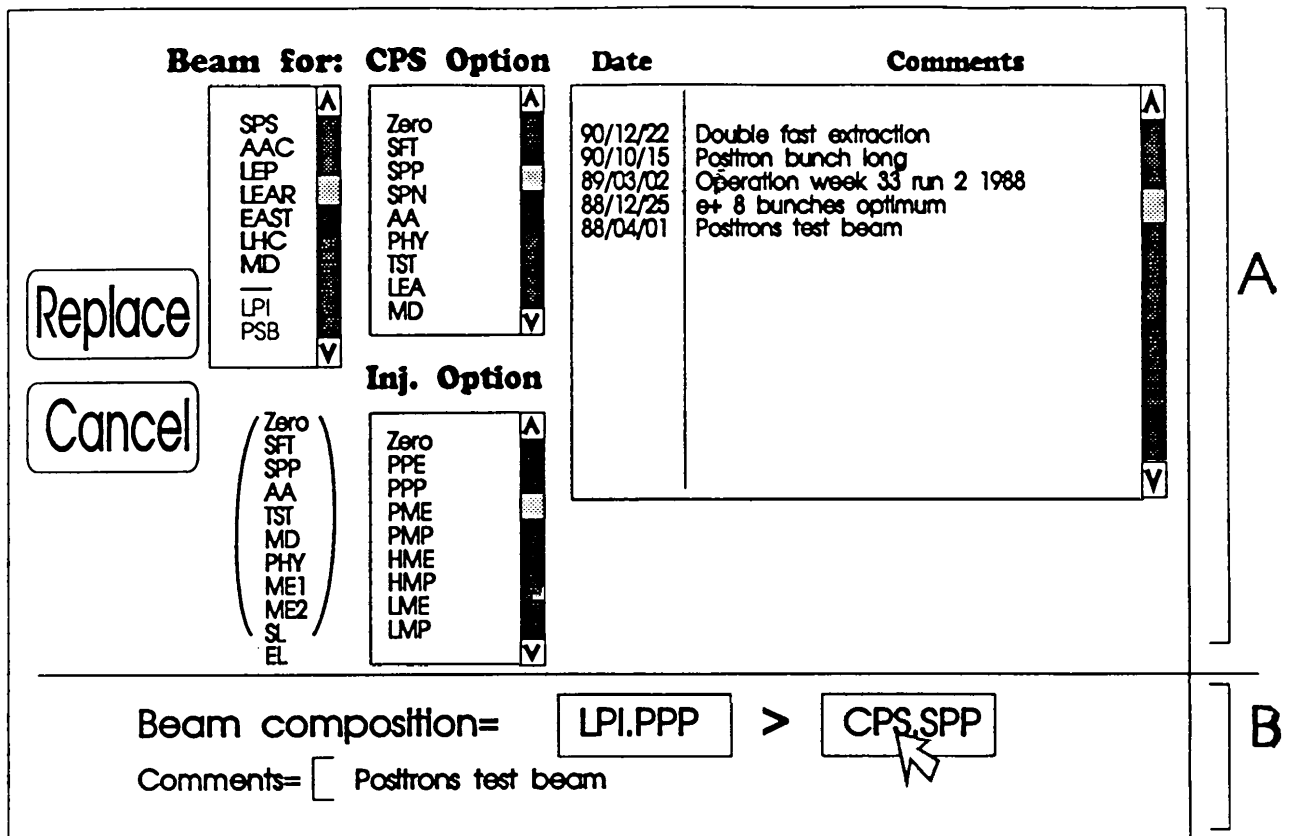 Beam for: CPS Option Date Comments
SPS
AAC
LEP
LEAR
EAST
LHC
MD
LPI
PSB
Zero
SFT
SPP
SPN
AA
PHY
TST
LEA
MD
90/12/22 Double fast extraction
90/10/15 Positron bunch long
89/03/02 Operation week 33 run 2 1988
88/12/25 e+ 8 bunches optimum
88/04/01 Positrons test beam
A
Replace
Cancel
Zero
SFT
SPP
AA
TST
MD
PHY
ME1
ME2
SL
EL
Inj. Option
Zero
PPE
PPP
PME
PMP
HME
HMP
LME
LMP
Beam composition= LPI.PPP > CPS.SPP
Comments=[ Positrons test beam
B